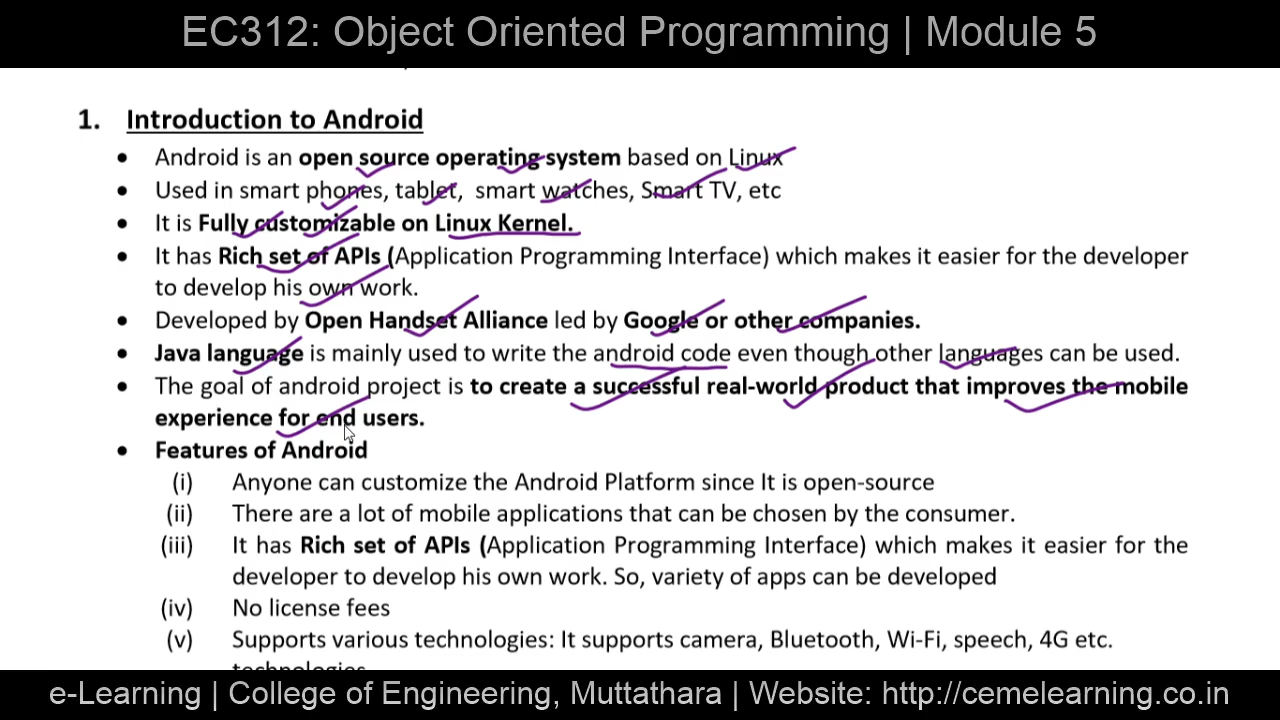 EC312: Object Oriented Programming | Module 5
1. Introduction to Android
• Android is an open source operating system based on Linux
• Used in smart phones, tablet, smart watches, Smart TV, etc
• It is Fully customizable on Linux Kernel.
• It has Rich set of APIs (Application Programming Interface) which makes it easier for the developer
to develop his own work.
• Developed by Open Handset Alliance led by Google or other companies.
• Java language is mainly used to write the android code even though other languages can be used.
• The goal of android project is to create a successful real-world product that improves the mobile
experience for end users.
• Features of Android
(i) Anyone can customize the Android Platform since It is open-source
(ii) There are a lot of mobile applications that can be chosen by the consumer.
(iii) It has Rich set of APIs (Application Programming Interface) which makes it easier for the
developer to develop his own work. So, variety of apps can be developed
(iv) No license fees
(v) Supports various technologies: It supports camera, Bluetooth, Wi-Fi, speech, 4G etc.
technologies
e-Learning | College of Engineering, Muttathara | Website: http://cemelearning.co.in